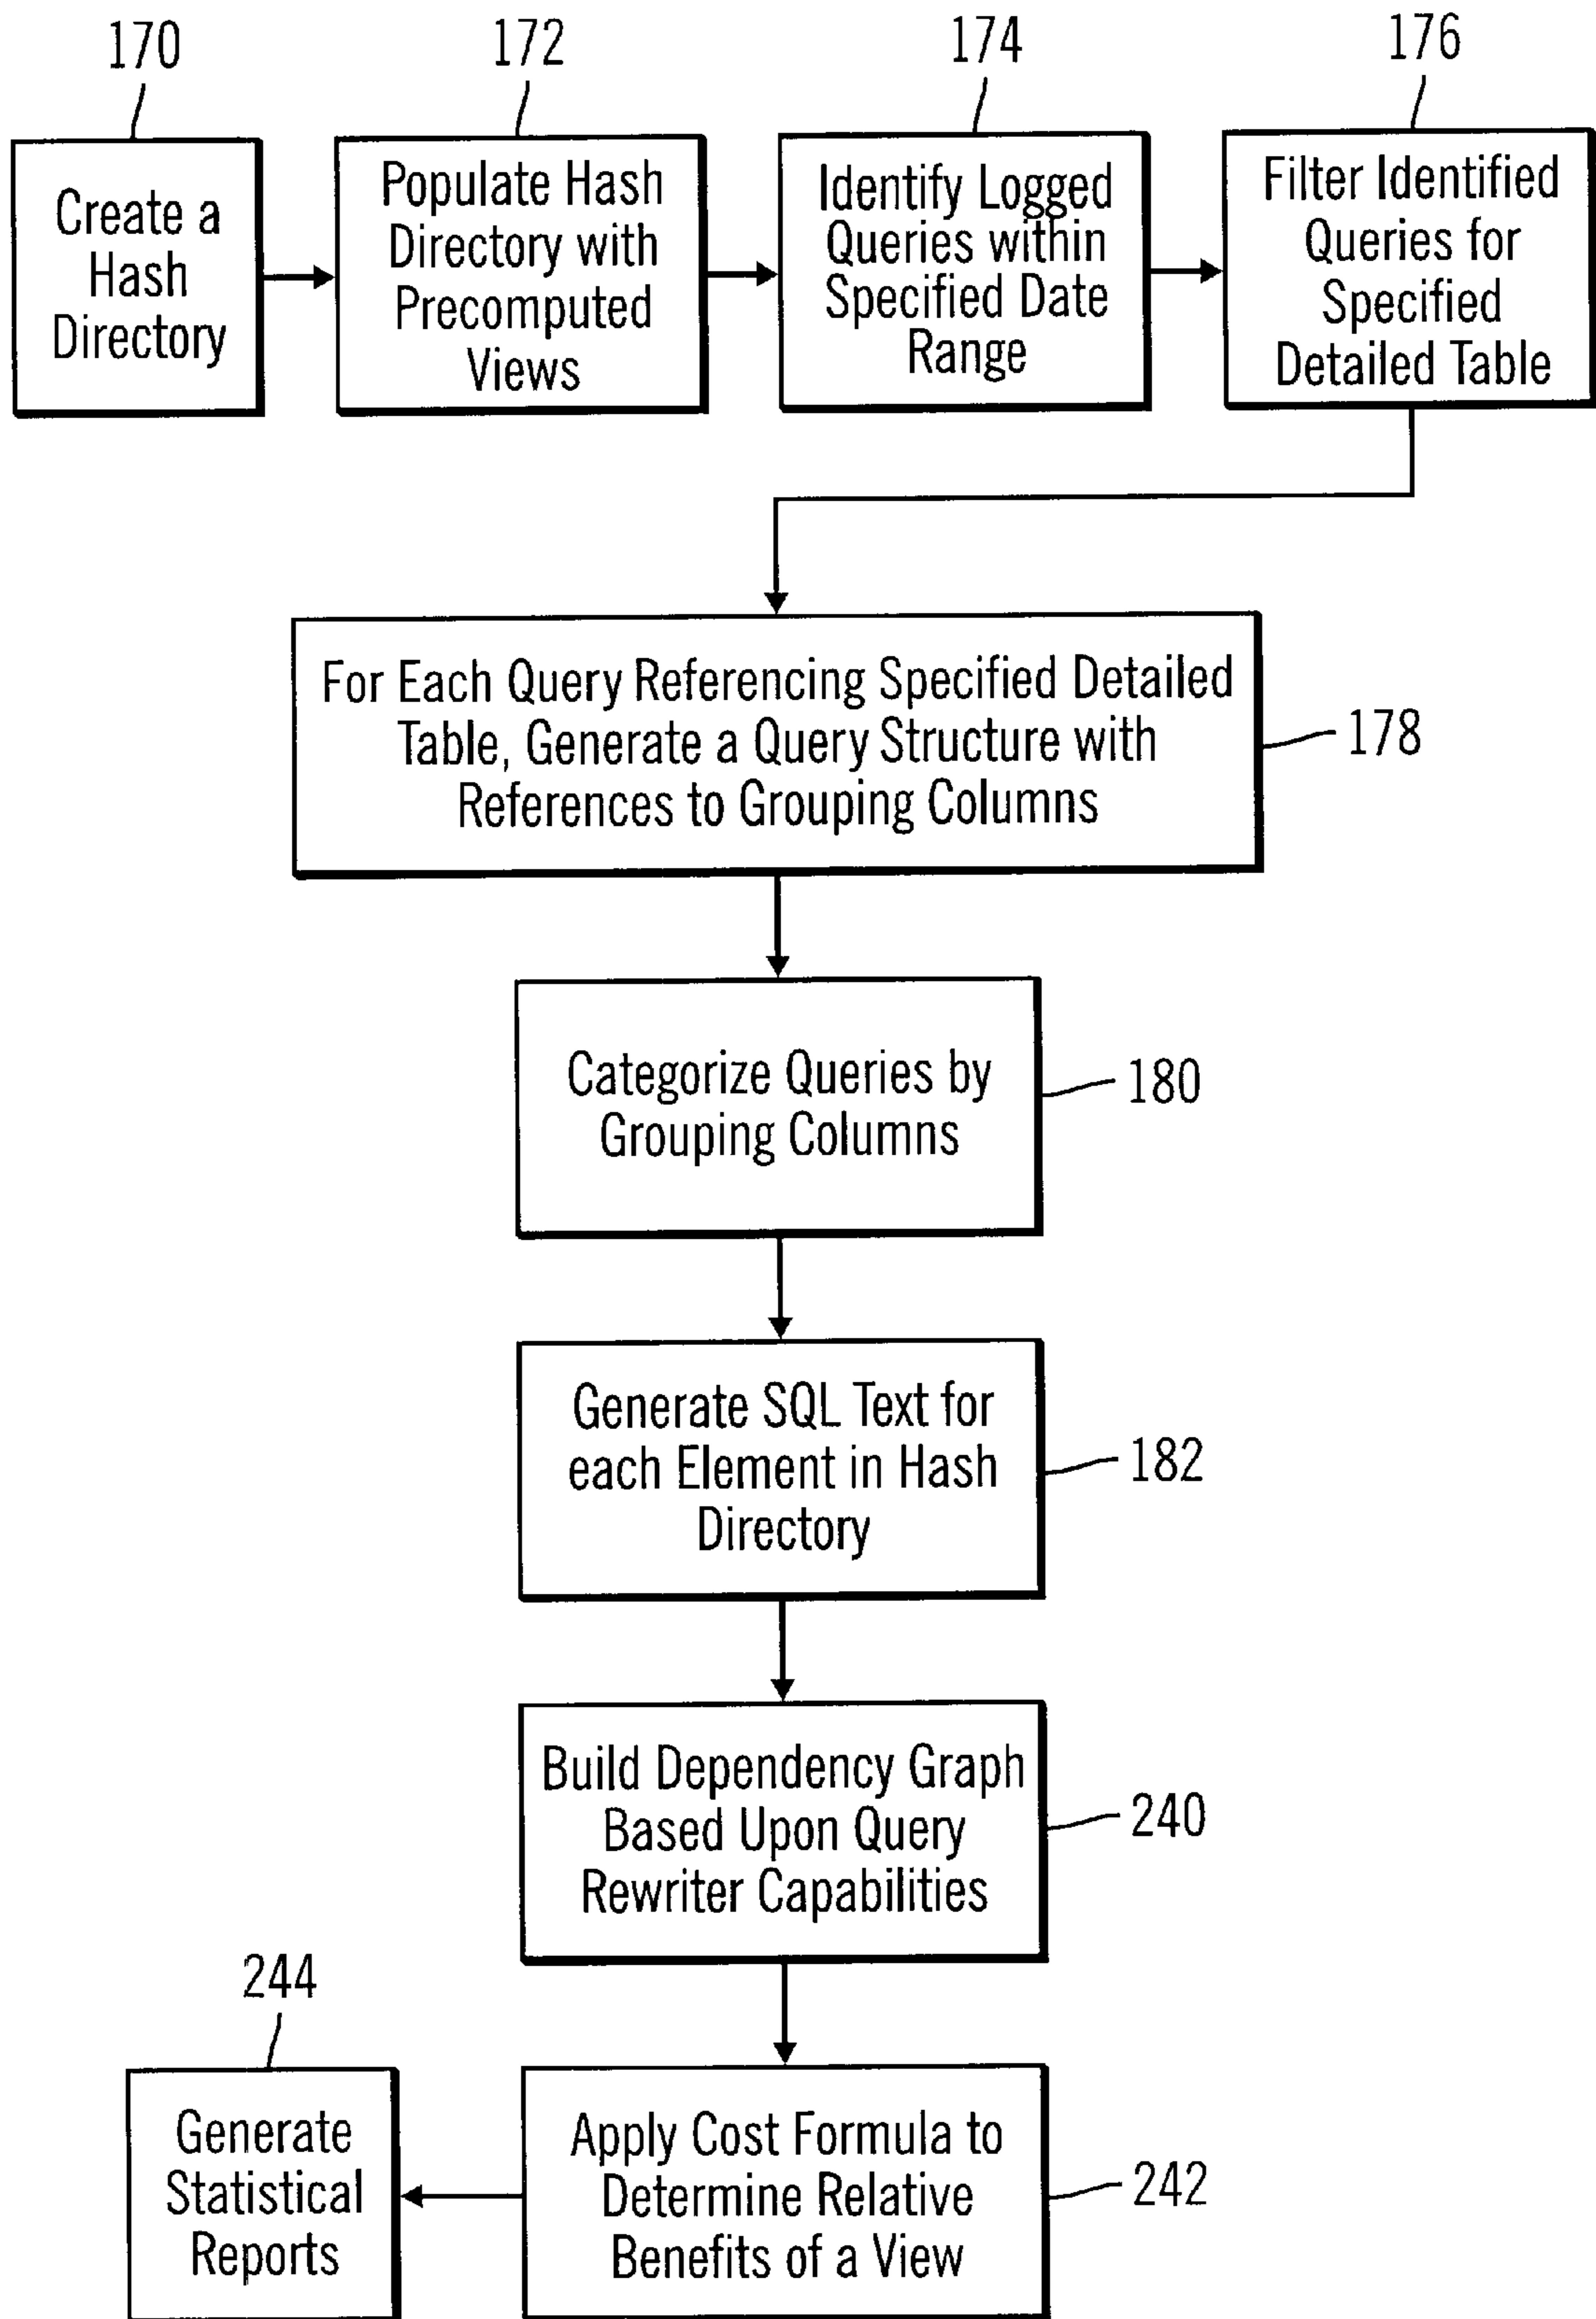 170
172
174
176
Create a
Hash
Directory
Populate Hash
Directory with
Precomputed
Views
Identify Logged
Queries within
Specified Date
Range
Filter Identified
Queries for
Specified
Detailed Table
For Each Query Referencing Specified Detailed
Table, Generate a Query Structure with
References to Grouping Columns
178
Categorize Queries by
Grouping Columns
180
Generate SQL Text for
each Element in Hash
Directory
182
Build Dependency Graph
Based Upon Query
Rewriter Capabilities
240
244
Generate
Statistical
Reports
Apply Cost Formula to
Determine Relative
Benefits of a View
242